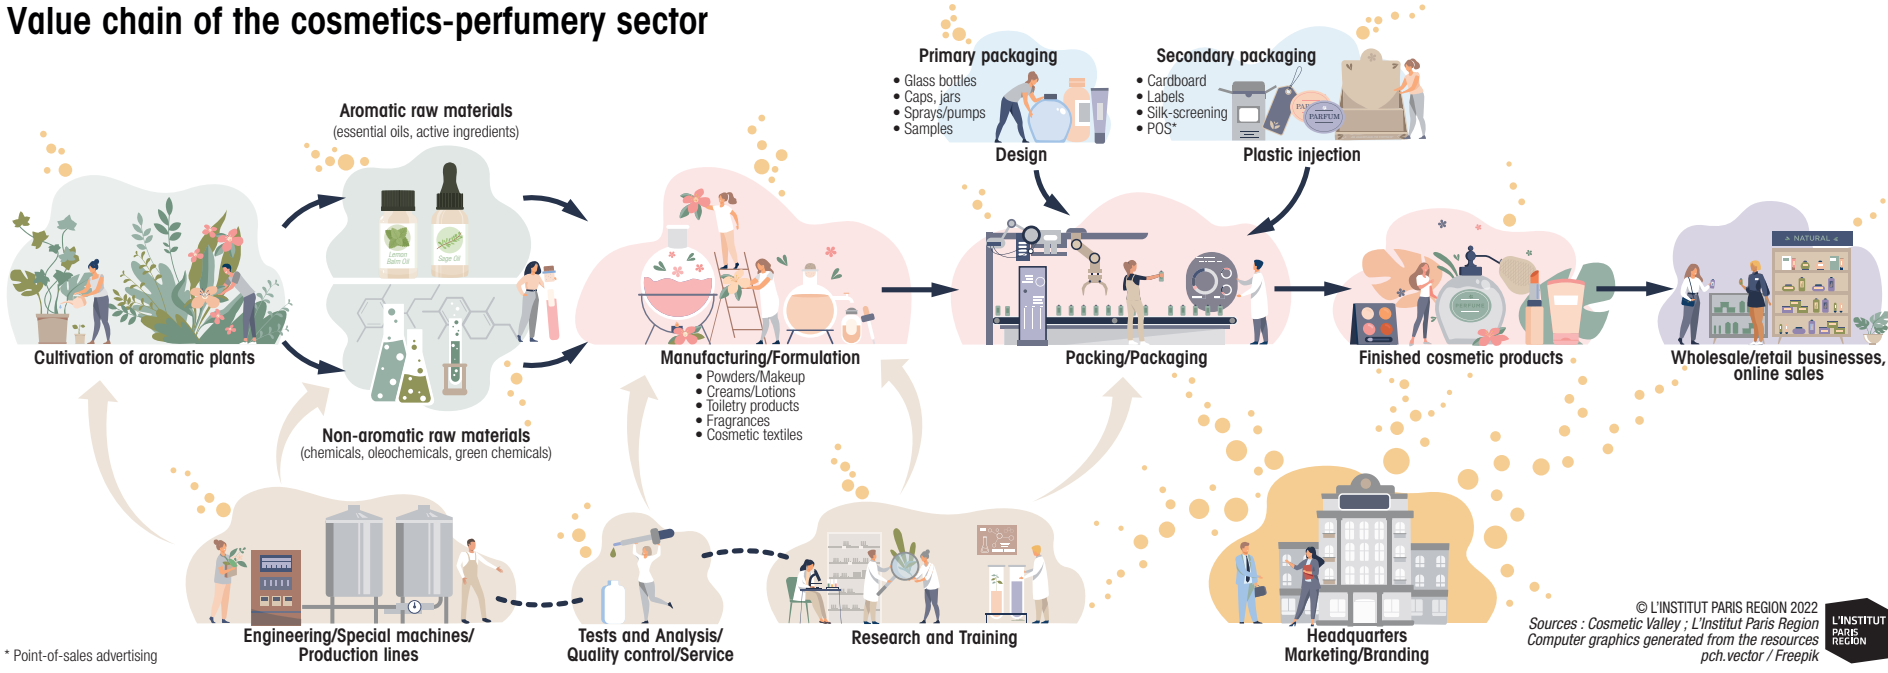 Value chain of the cosmetics-perfumery sector
Primary packaging
• Glass bottles
• Caps, jars
• Sprays/pumps
• Samples
Design
Secondary packaging
• Cardboard
• Labels
• Silk-screening
• POS*
PARFUM
Plastic injection
Aromatic raw materials
(essential oils, active ingredients)
Lemon
Balm Oil
Sage Oil
Cultivation of aromatic plants
Non-aromatic raw materials
(chemicals, oleochemicals, green chemicals)
Manufacturing/Formulation
• Powders/Makeup
• Creams/Lotions
• Toiletry products
• Fragrances
• Cosmetic textiles
Packing/Packaging
Finished cosmetic products
NATURAL
Wholesale/retail businesses,
online sales
Engineering/Special machines/
Production lines
Tests and Analysis/
Quality control/Service
Research and Training
Headquarters
Marketing/Branding
* Point-of-sales advertising
© L'INSTITUT PARIS REGION 2022
Sources : Cosmetic Valley ; L'Institut Paris Region
Computer graphics generated from the resources
pch.vector / Freepik
L'INSTITUT
PARIS
REGION